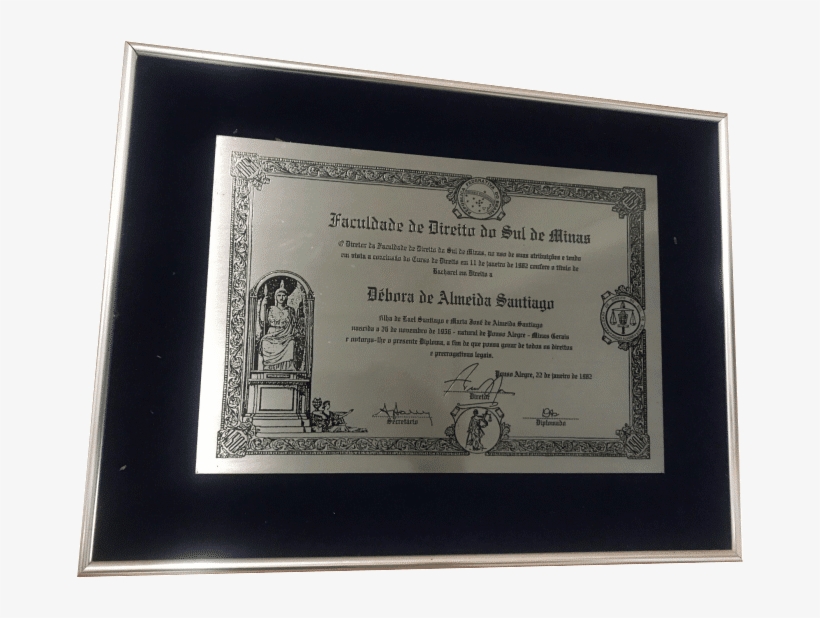 Faculdade de Direito do Sul de Minas
O Diretor da Faculdade de Direito do Sul de Minas, no uso de suas atribuições e tendo
em vista a conclusão do Curso de Direito em 11 de janeiro de 1982 confere o título de
Bacharel em Direito a
Débora de Almeida Santiago
filha de Loel Santiago e Maria José de Almeida Santiago
nascida a 26 de novembro de 1956 - natural de Pouso Alegre - Minas Gerais
e outorga-lhe o presente Diploma, a fim de que possa gozar de todos os direitos
e prerrogativas legais.
Pouso Alegre, 22 de janeiro de 1982
Diretor
Secretario
Diplomado